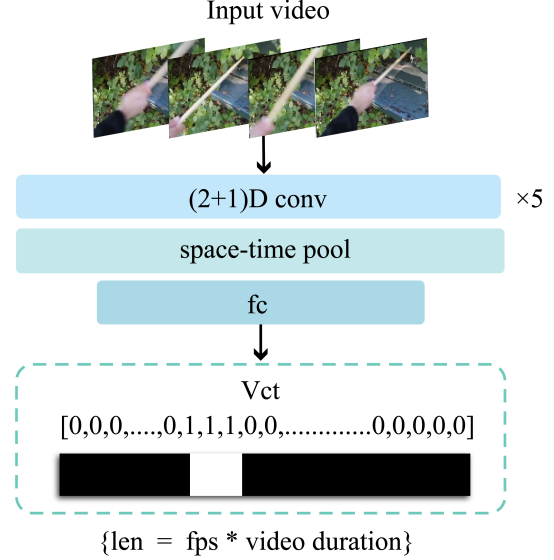 Input video
(2+1)D conv
×5
space-time pool
fc
Vct
[0,0,0,....,0,1,1,1,0,0,.............0,0,0,0,0]
{len = fps * video duration}